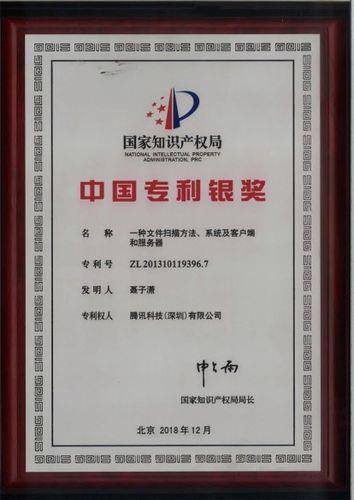 国家知识产权局
NATIONAL INTELLECTUAL PROPERTY
ADMINISTRATION, PRC
中国专利银奖
名 称 一种文件扫描方法、系统及客户端
和服务器
专 利 号 ZL201310119396.7
发 明 人 聂子潇
专利权人 腾讯科技(深圳)有限公司
国家知识产权局局长
北京 2018年12月